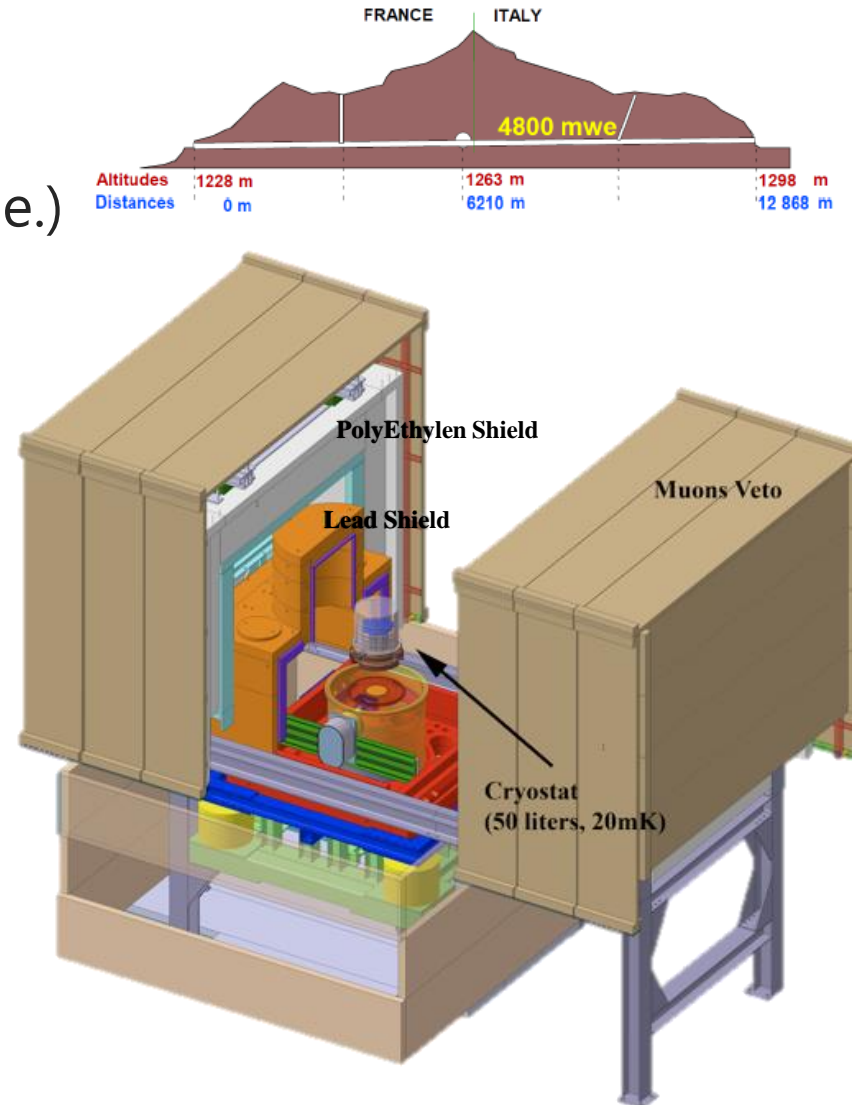 FRANCE ITALY
4800 mwe
Altitudes 1228 m 1263 m 1298 m
Distances 0 m 6210 m 12 868 m
e.)
PolyEthylen Shield
Muons Veto
Lead Shield
Cryostat
(50 liters, 20mK)